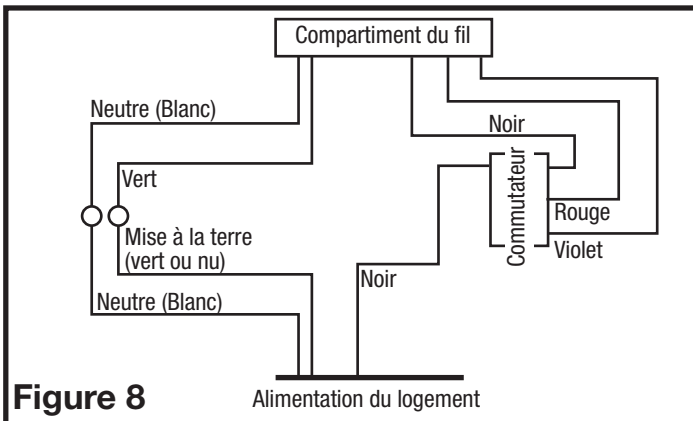 Compartiment du fil
Neutre (Blanc)
Noir
Vert
Commutateur
Rouge
Mise à la terre
(vert ou nu)
Violet
Noir
Neutre (Blanc)
Figure 8
Alimentation du logement